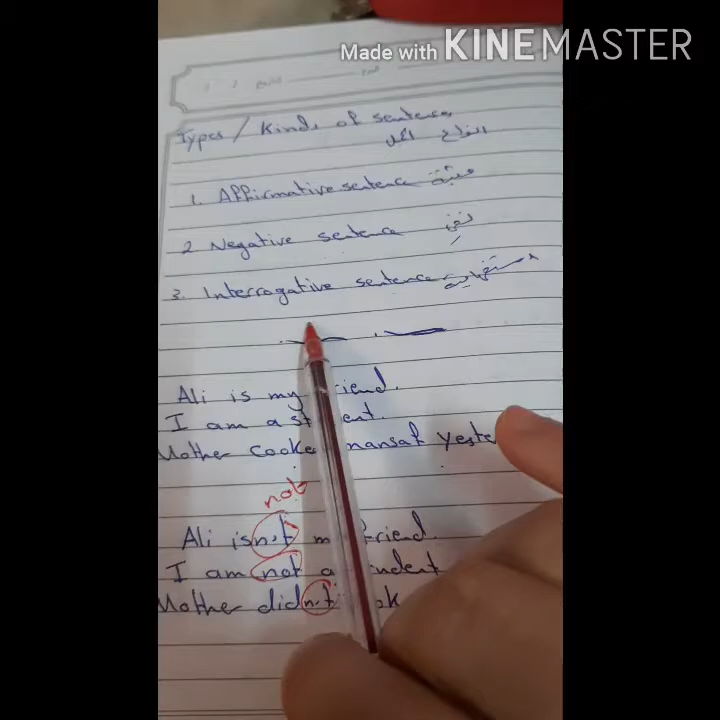 Made with KINEMASTER
Types / Kinds of sentences
انواع الجمل
1. Affirmative sentence مثبتة
2 Negative sentence نفي
3. Interrogative sentence استفهامية
Ali is my friend.
I am a student.
Mother cooked mansaf
not
Ali isn't my friend.
I am not a student
Mother didn't